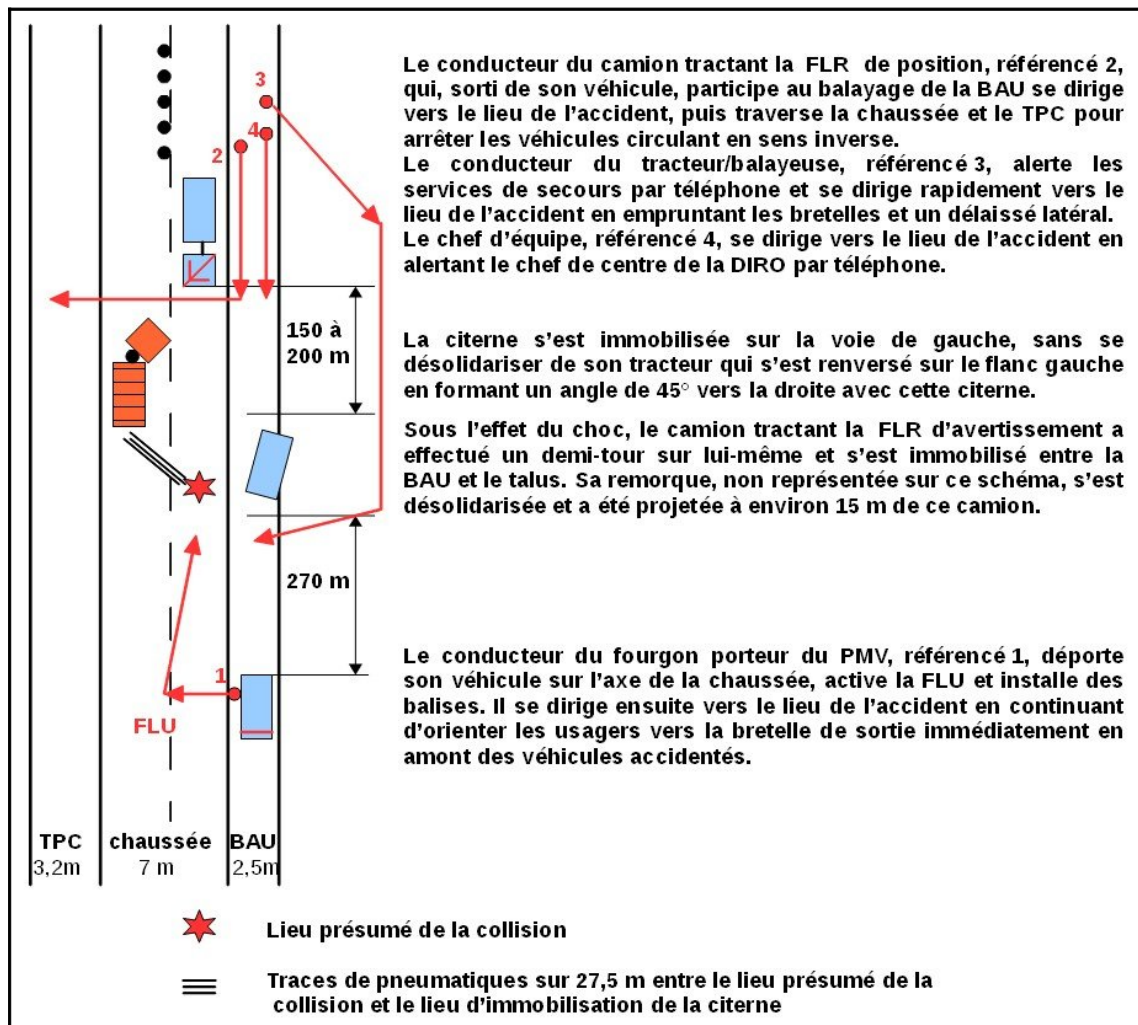 3
4
2
Le conducteur du camion tractant la FLR de position, référencé 2,
qui, sorti de son véhicule, participe au balayage de la BAU se dirige
vers le lieu de l’accident, puis traverse la chaussée et le TPC pour
arrêter les véhicules circulant en sens inverse.
Le conducteur du tracteur/balayeuse, référencé 3, alerte les
services de secours par téléphone et se dirige rapidement vers le
lieu de l’accident en empruntant les bretelles et un délaissé latéral.
Le chef d’équipe, référencé 4, se dirige vers le lieu de l’accident en
alertant le chef de centre de la DIRO par téléphone.
150 à
200 m
La citerne s’est immobilisée sur la voie de gauche, sans se
désolidariser de son tracteur qui s’est renversé sur le flanc gauche
en formant un angle de 45° vers la droite avec cette citerne.
Sous l’effet du choc, le camion tractant la FLR d’avertissement a
effectué un demi-tour sur lui-même et s’est immobilisé entre la
BAU et le talus. Sa remorque, non représentée sur ce schéma, s’est
désolidarisée et a été projetée à environ 15 m de ce camion.
270 m
1
FLU
Le conducteur du fourgon porteur du PMV, référencé 1, déporte
son véhicule sur l’axe de la chaussée, active la FLU et installe des
balises. Il se dirige ensuite vers le lieu de l’accident en continuant
d’orienter les usagers vers la bretelle de sortie immédiatement en
amont des véhicules accidentés.
TPC chaussée BAU
3,2m 7 m 2,5m
Lieu présumé de la collision
Traces de pneumatiques sur 27,5 m entre le lieu présumé de la
collision et le lieu d’immobilisation de la citerne